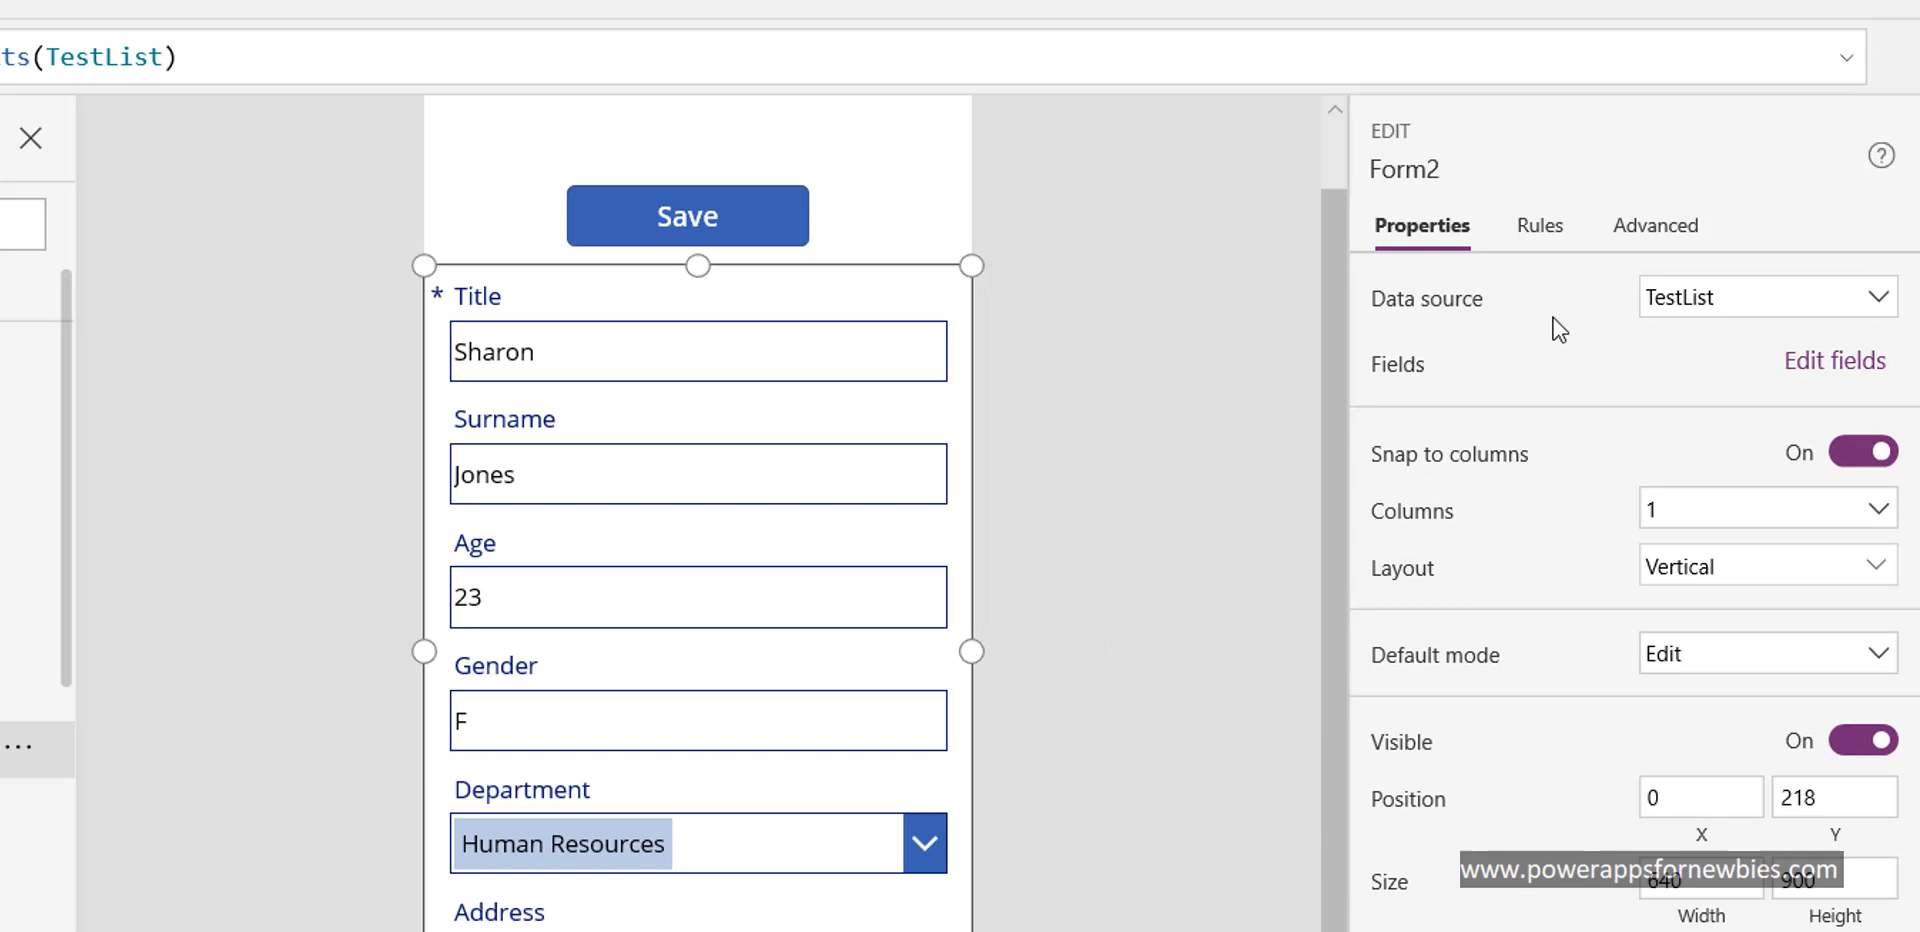 ts(TestList)
Save
* Title
Sharon
Surname
Jones
Age
23
Gender
F
Department
Human Resources
Address
EDIT
Form2
?
Properties Rules Advanced
Data source TestList
Fields Edit fields
Snap to columns On
Columns 1
Layout Vertical
Default mode Edit
Visible On
Position 0 218
X Y
Size 640 900
www.powerappsfornewbies.com
Width Height